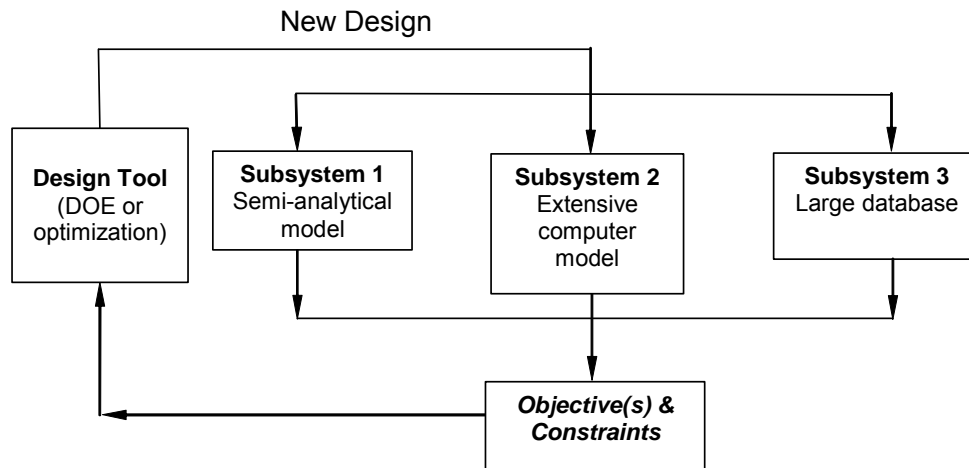 New Design
Design Tool
(DOE or
optimization)
Subsystem 1
Semi-analytical
model
Subsystem 2
Extensive
computer
model
Subsystem 3
Large database
Objective(s) &
Constraints